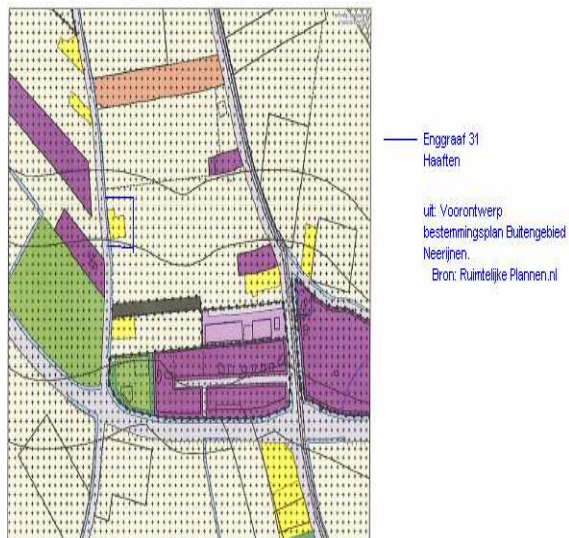 Enggraaf 31
Haaften
uit: Voorontwerp
bestemmingsplan Buitengebied
Neerijnen.
Bron: Ruimtelijke Plannen.nl